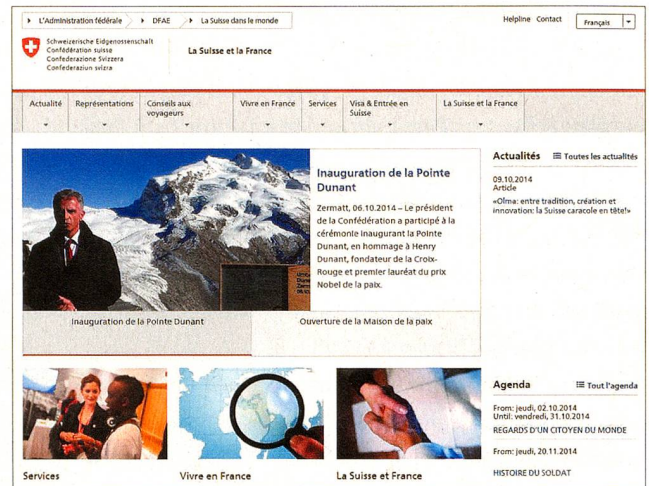 L'Administration fédérale DFAE La Suisse dans le monde
Helpline Contact Français
Schweizerische Eidgenossenschaft
Confédération suisse
Confederazione Svizzera
Confederaziun svizra
La Suisse et la France
Actualité Représentations Conseils aux
voyageurs
Vivre en France Services Visa & Entrée en
Suisse
La Suisse et la France
Inauguration de la Pointe
Dunant
Zermatt, 06.10.2014 – Le président
de la Confédération a participé à la
cérémonie inaugurant la Pointe
Dunant, en hommage à Henry
Dunant, fondateur de la Croix-
Rouge et premier lauréat du prix
Nobel de la paix.
Inauguration de la Pointe Dunant
Ouverture de la Maison de la paix
Actualités Toutes les actualités
09.10.2014
Article
«Olma: entre tradition, création et
innovation: la Suisse caracole en tête!»
Services
Vivre en France
La Suisse et France
Agenda Tout l'agenda
From: jeudi, 02.10.2014
Until: vendredi, 31.10.2014
REGARDS D'UN CITOYEN DU MONDE
From: jeudi, 20.11.2014
HISTOIRE DU SOLDAT